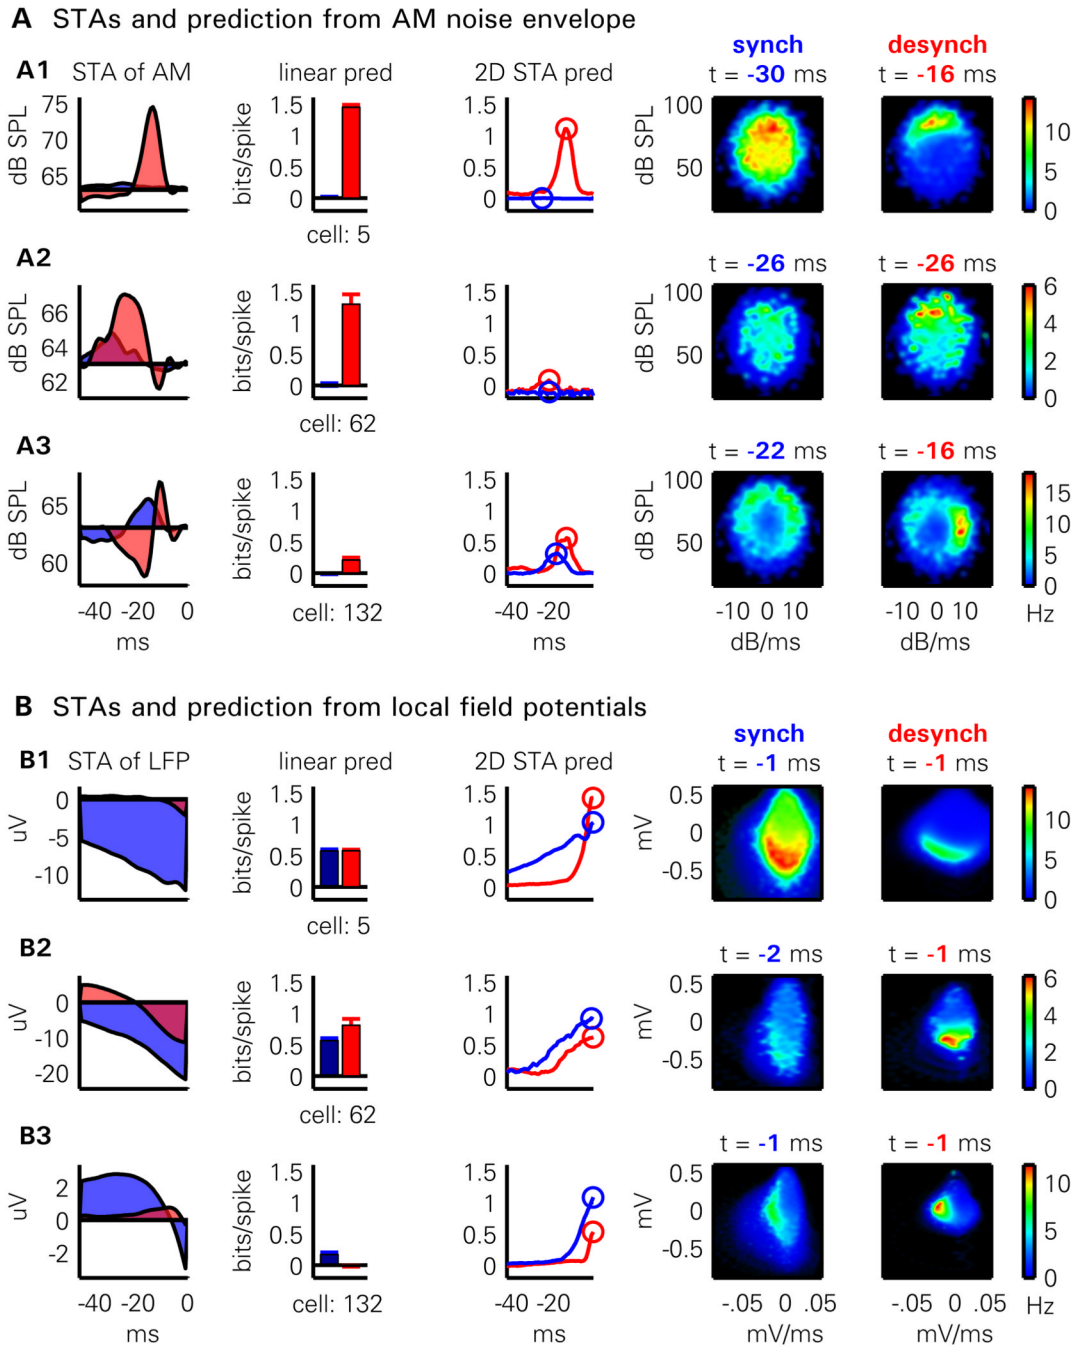 A STAs and prediction from AM noise envelope
synch desynch
A1 STA of AM linear pred 2D STA pred t = -30 ms t = -16 ms
dB SPL 75 70 65
bits/spike 1.5 1 0.5 0
cell: 5
1.5 1 0.5 0
dB SPL 100 50
10 5 0
A2 t = -26 ms t = -26 ms
dB SPL 66 64 62
bits/spike 1.5 1 0.5 0
cell: 62
1.5 1 0.5 0
dB SPL 100 50
6 4 2 0
A3 t = -22 ms t = -16 ms
dB SPL 65 60
-40 -20 0
ms
bits/spike 1.5 1 0.5 0
cell: 132
1.5 1 0.5 0
-40 -20
ms
dB SPL 100 50
-10 0 10
dB/ms
-10 0 10
dB/ms
15 10 5 0
Hz
B STAs and prediction from local field potentials
synch desynch
B1 STA of LFP linear pred 2D STA pred t = -1 ms t = -1 ms
uV 0 -5 -10
bits/spike 1.5 1 0.5 0
cell: 5
1.5 1 0.5 0
mV 0.5 0 -0.5
10 5 0
B2 t = -2 ms t = -1 ms
uV 0 -10 -20
bits/spike 1.5 1 0.5 0
cell: 62
1.5 1 0.5 0
mV 0.5 0 -0.5
6 4 2 0
B3 t = -1 ms t = -1 ms
uV 2 0 -2
-40 -20 0
ms
bits/spike 1.5 1 0.5 0
cell: 132
1.5 1 0.5 0
-40 -20
ms
mV 0.5 0 -0.5
-.05 0 .05
mV/ms
-.05 0 .05
mV/ms
10 5 0
Hz